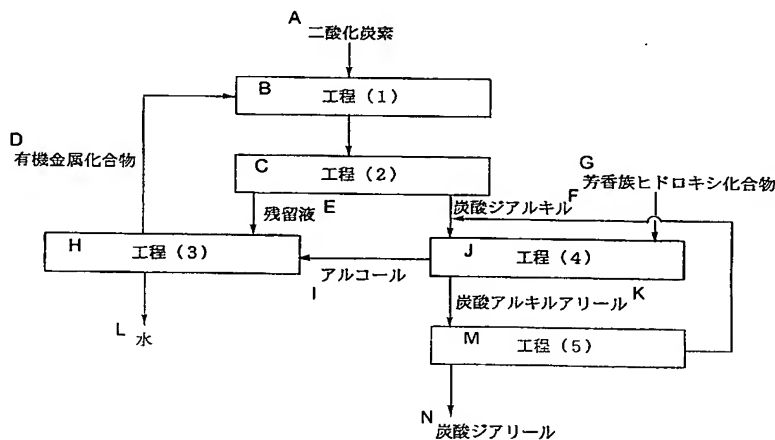 A
二酸化炭素
B 工程(1)
D
有機金属化合物
C 工程(2)
G
芳香族ヒドロキシ化合物
残留液 E
炭酸ジアルキル F
H 工程(3)
J 工程(4)
アルコール
I
炭酸アルキルアリール K
L 水
M 工程(5)
N 炭酸ジアリール